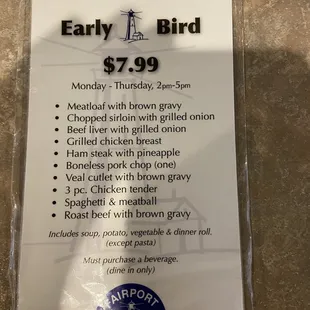 Early Bird
$7.99
Monday - Thursday, 2pm-5pm
• Meatloaf with brown gravy
• Chopped sirloin with grilled onion
• Beef liver with grilled onion
• Grilled chicken breast
• Ham steak with pineapple
• Boneless pork chop (one)
• Veal cutlet with brown gravy
• 3 pc. Chicken tender
• Spaghetti & meatball
• Roast beef with brown gravy
Includes soup, potato, vegetable & dinner roll.
(except pasta)
Must purchase a beverage.
(dine in only)
FAIRPORT